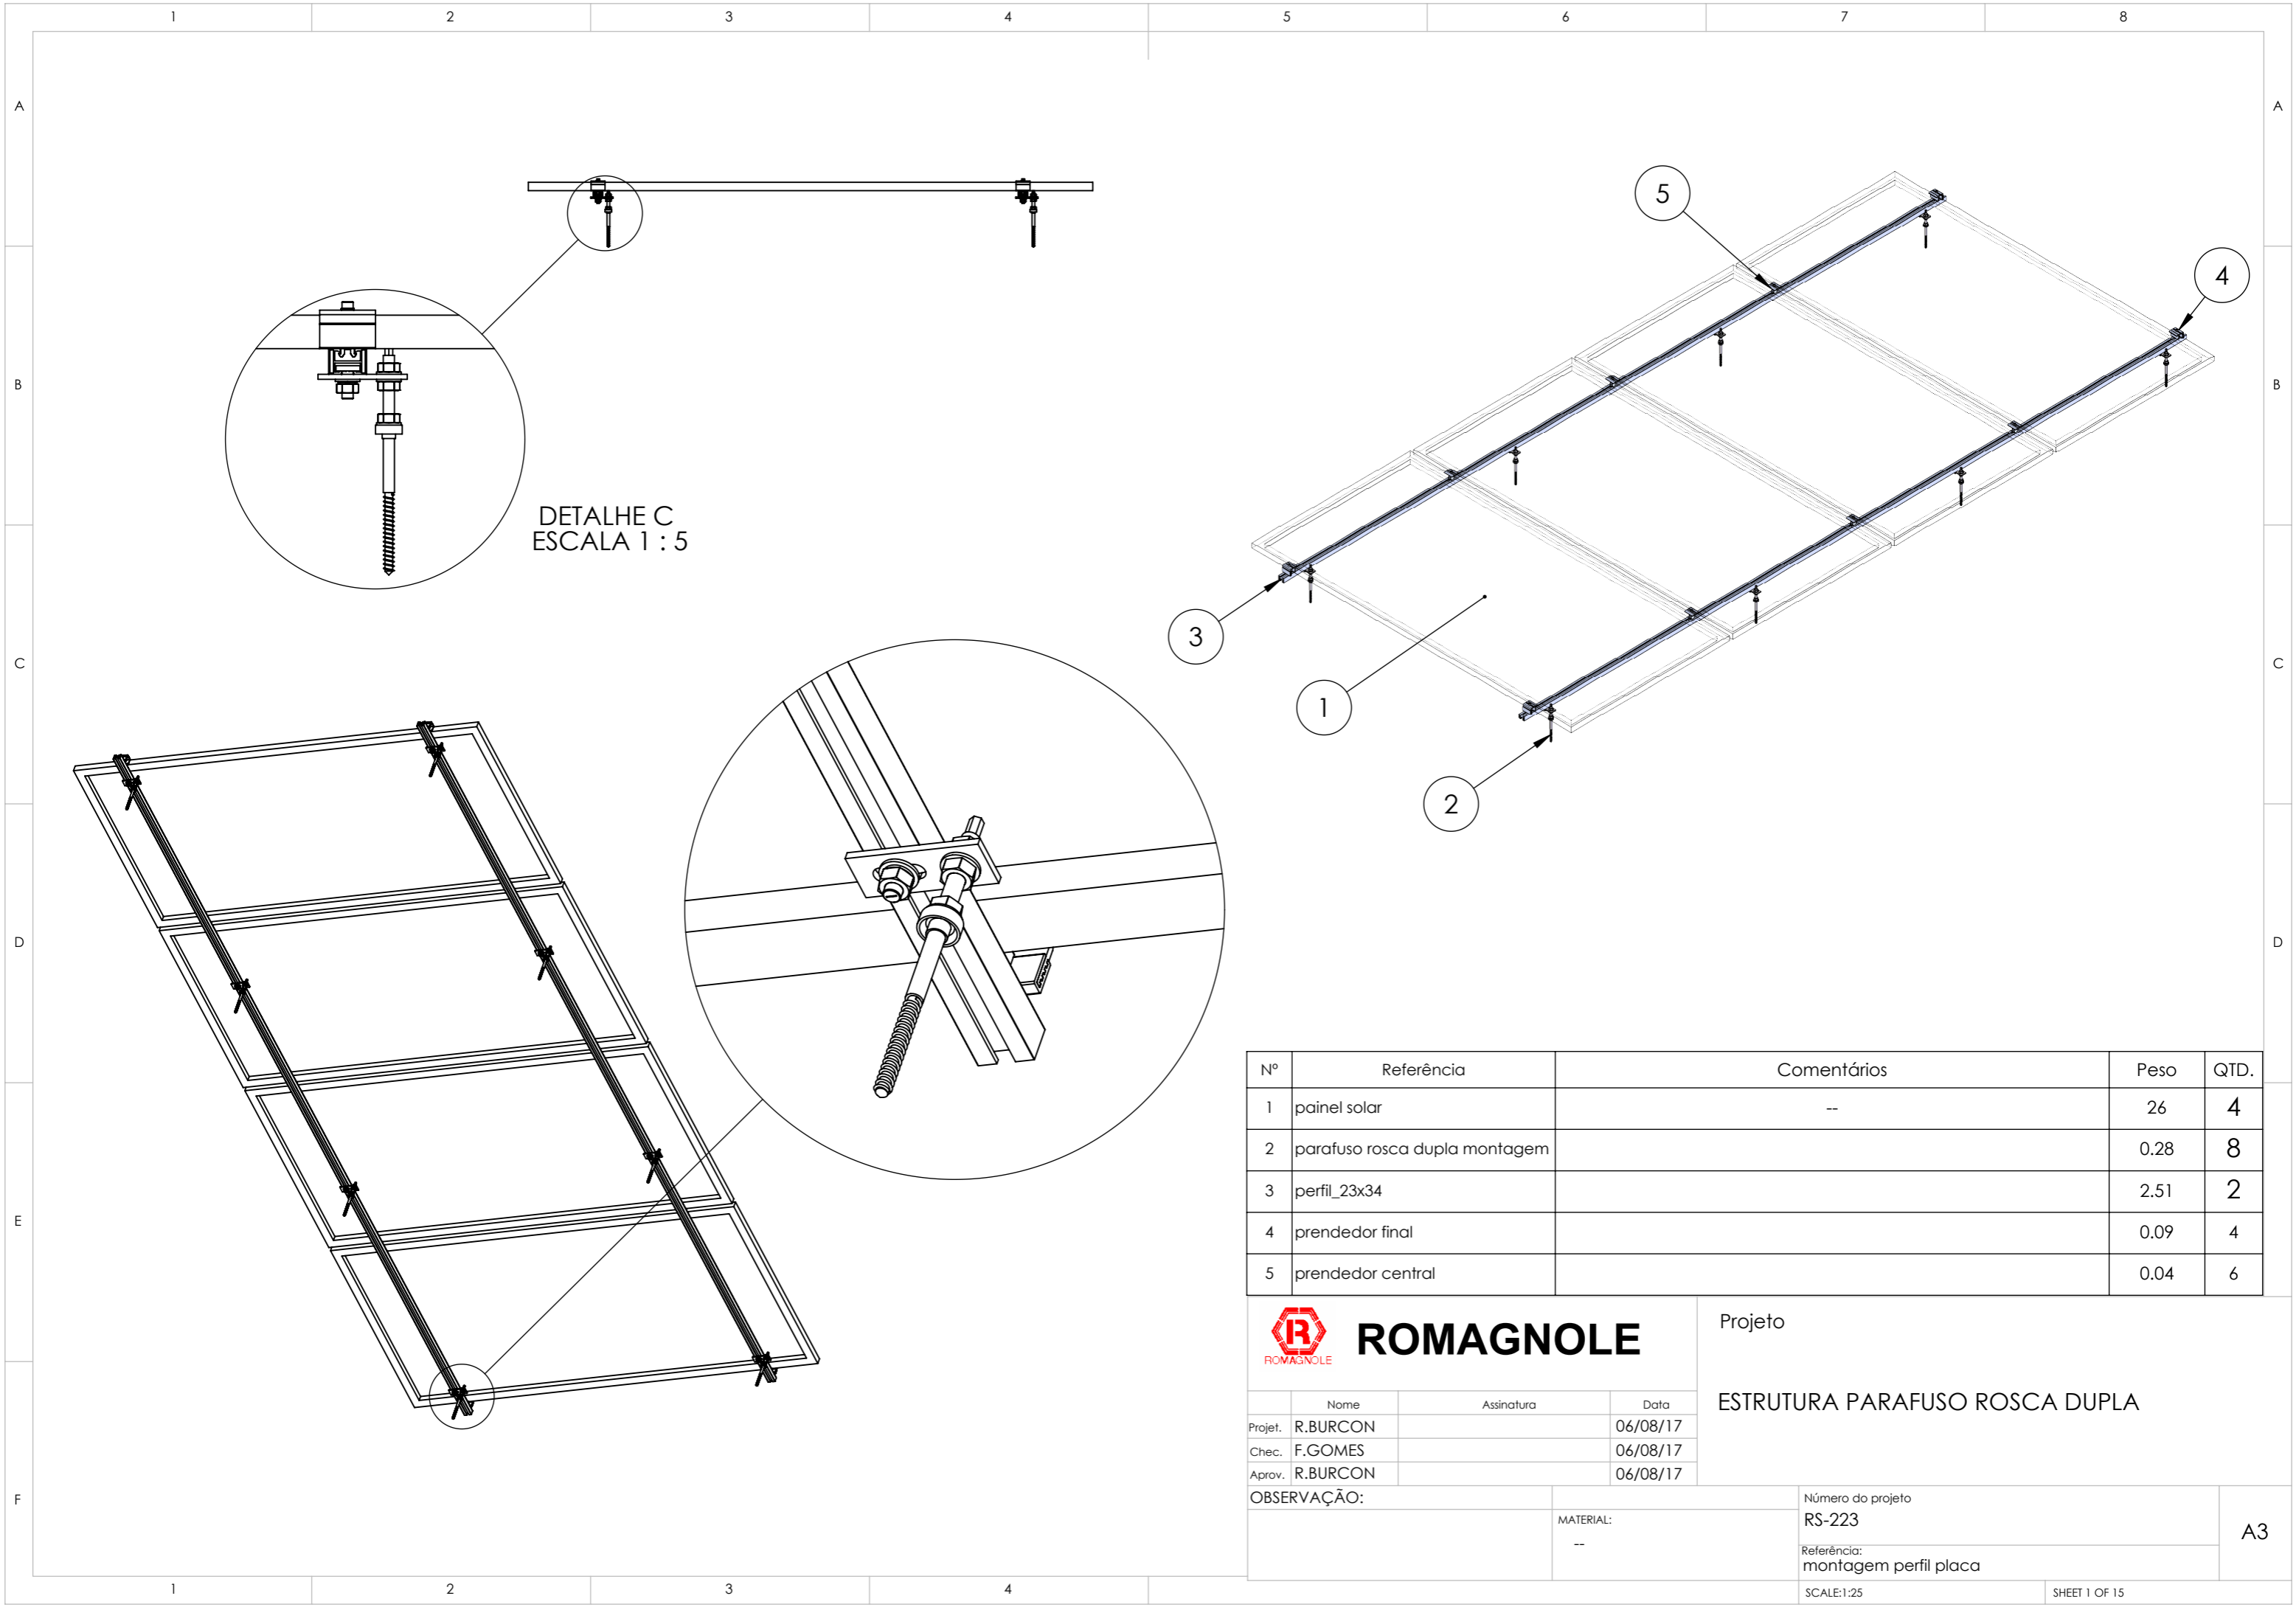 1 2 3 4 5 6 7 8
A A
B B
C C
D D
E
F
DETALHE C
ESCALA 1 : 5
5
4
3
1
2
Nº Referência Comentários Peso QTD.
1 painel solar -- 26 4
2 parafuso rosca dupla montagem 0.28 8
3 perfil_23x34 2.51 2
4 prendedor final 0.09 4
5 prendedor central 0.04 6
ROMAGNOLE
ROMAGNOLE
Projeto
ESTRUTURA PARAFUSO ROSCA DUPLA
Nome Assinatura Data
Projet. R.BURCON 06/08/17
Chec. F.GOMES 06/08/17
Aprov. R.BURCON 06/08/17
OBSERVAÇÃO:
MATERIAL:
--
Número do projeto
RS-223
Referência:
montagem perfil placa
A3
SCALE:1:25 SHEET 1 OF 15
1 2 3 4